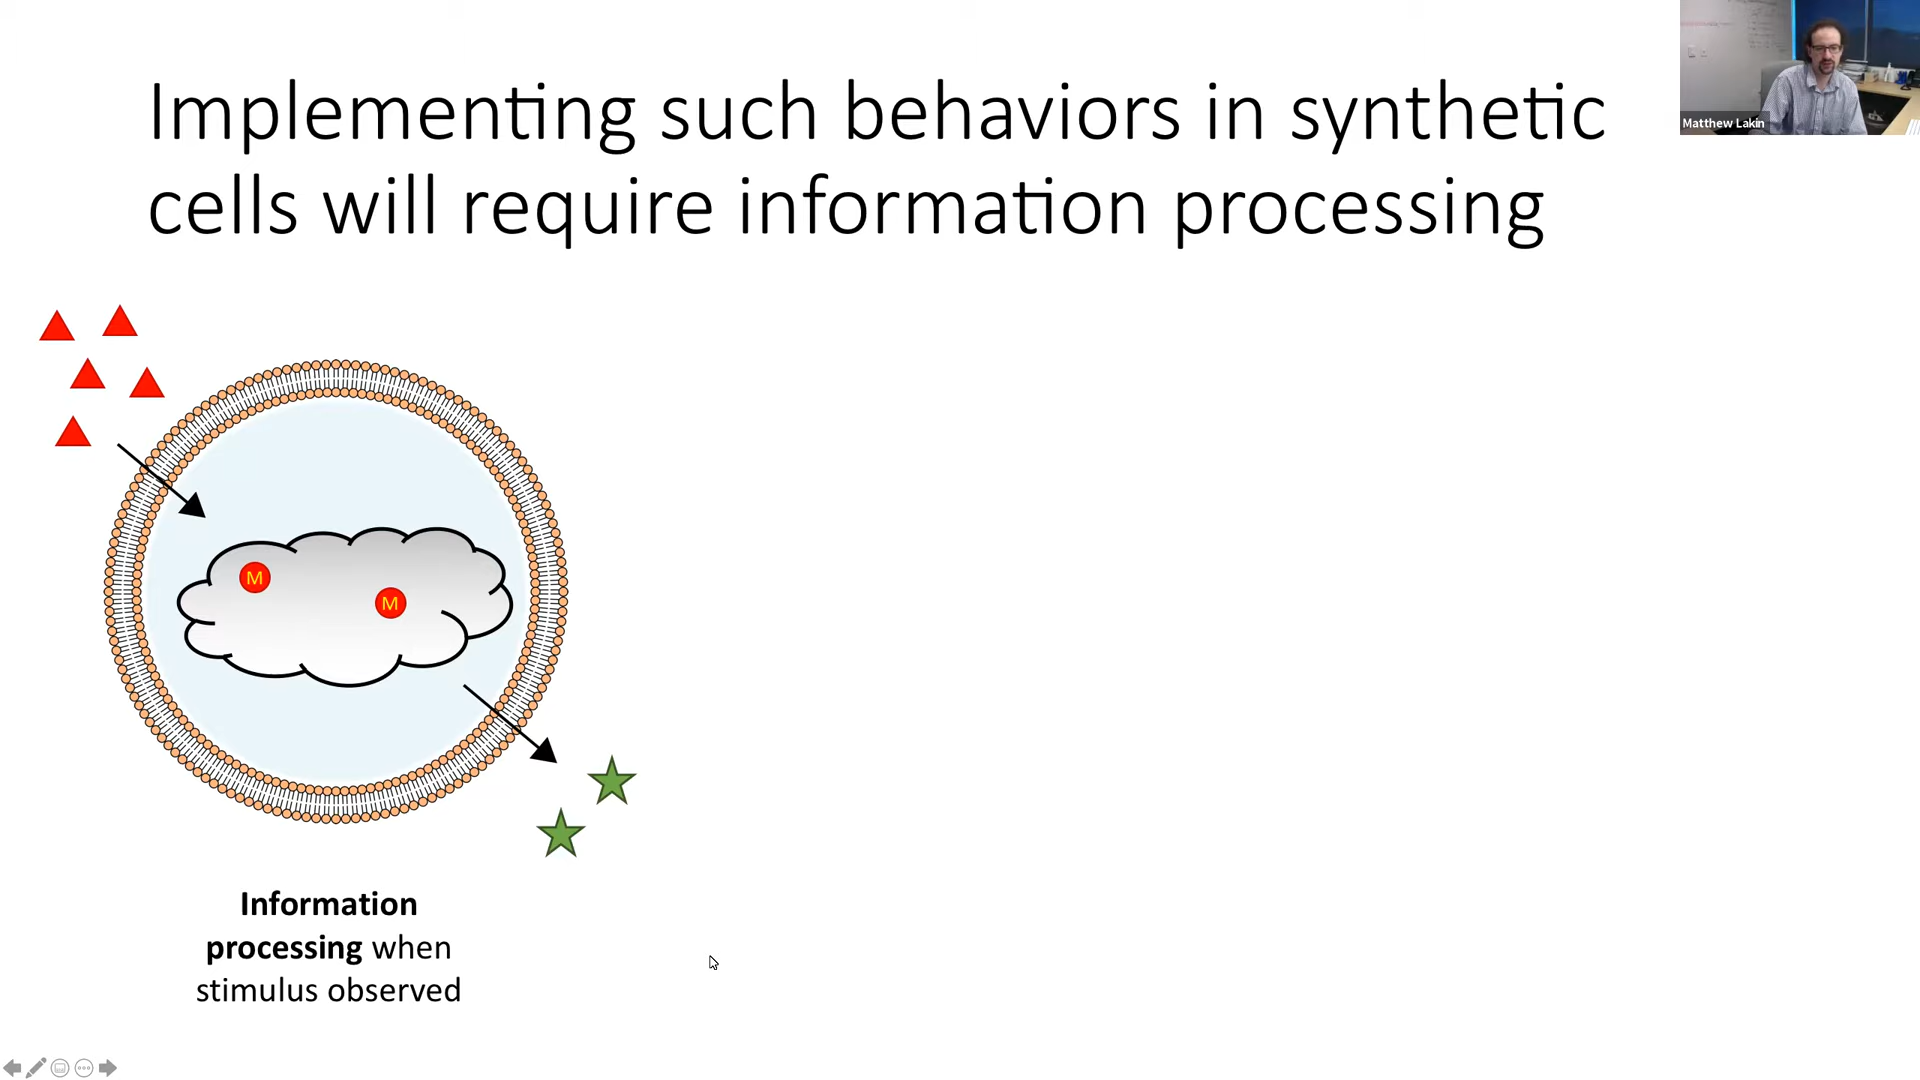 Implementing such behaviors in synthetic
cells will require information processing
Matthew Lakin
M
M
Information
processing when
stimulus observed